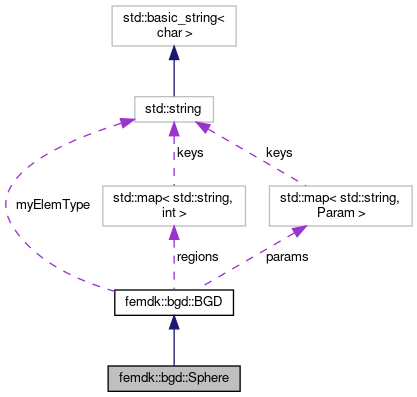 std::basic_string<
char >
std::string
keys
keys
std::map< std::string,
int >
std::map< std::string,
Param >
myElemType
regions
params
femdk::bgd::BGD
femdk::bgd::Sphere